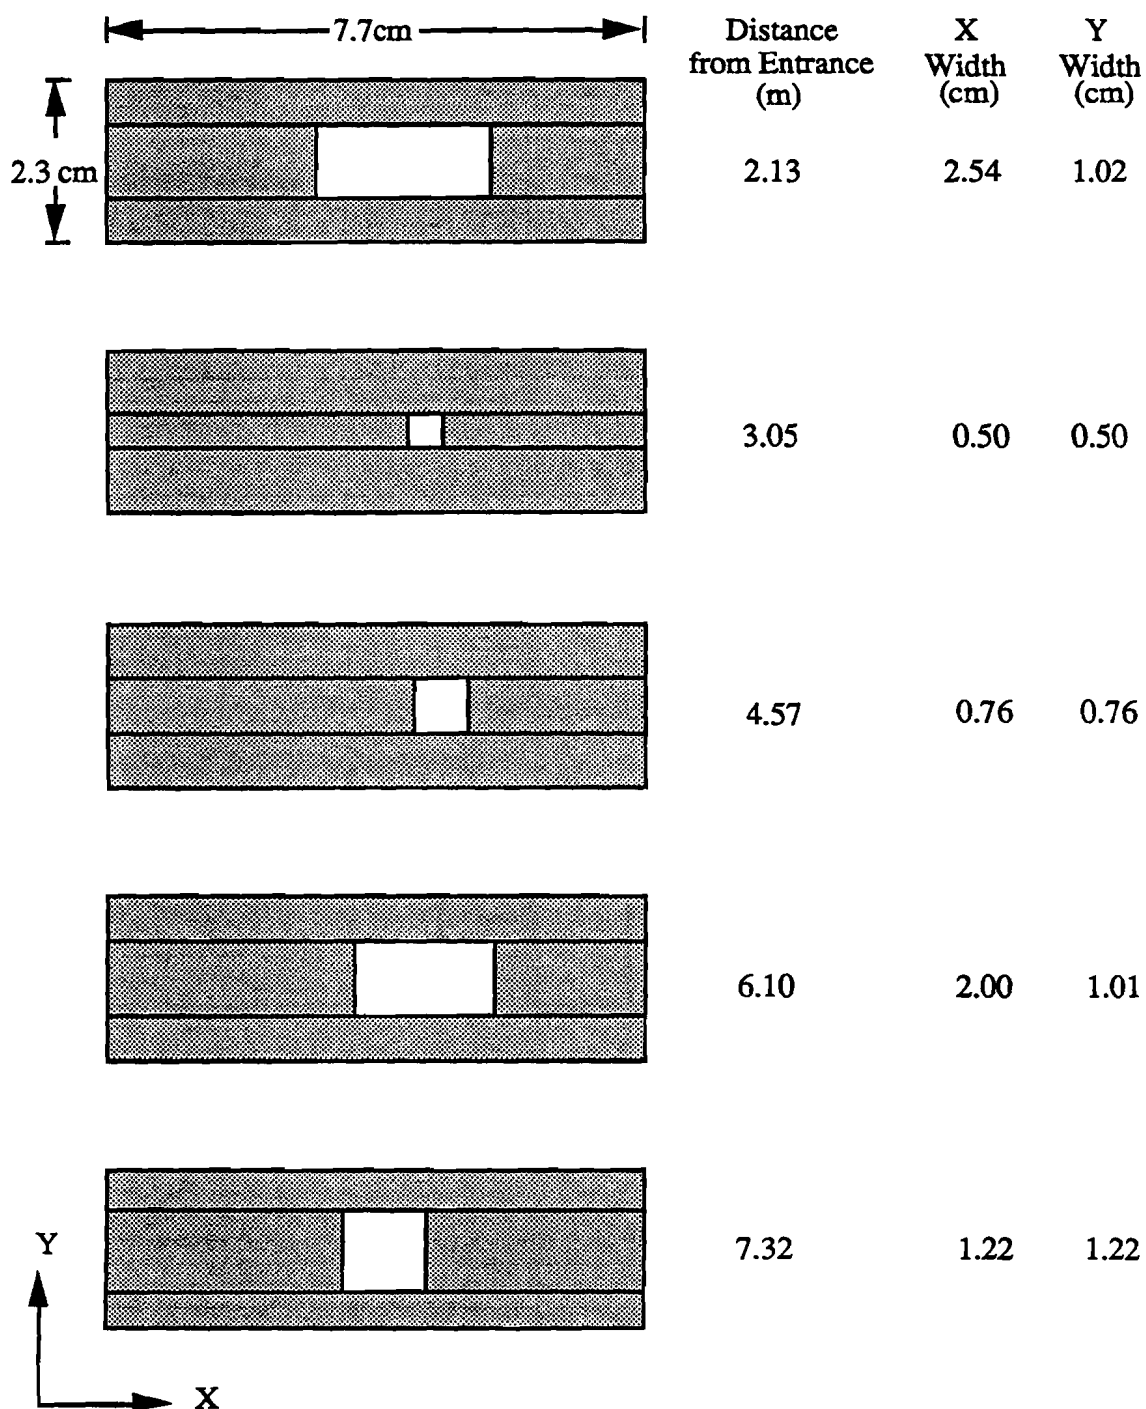 7.7cm
Distance X Y
from Entrance Width Width
(m) (cm) (cm)
2.3 cm
2.13 2.54 1.02
3.05 0.50 0.50
4.57 0.76 0.76
6.10 2.00 1.01
7.32 1.22 1.22
Y
X